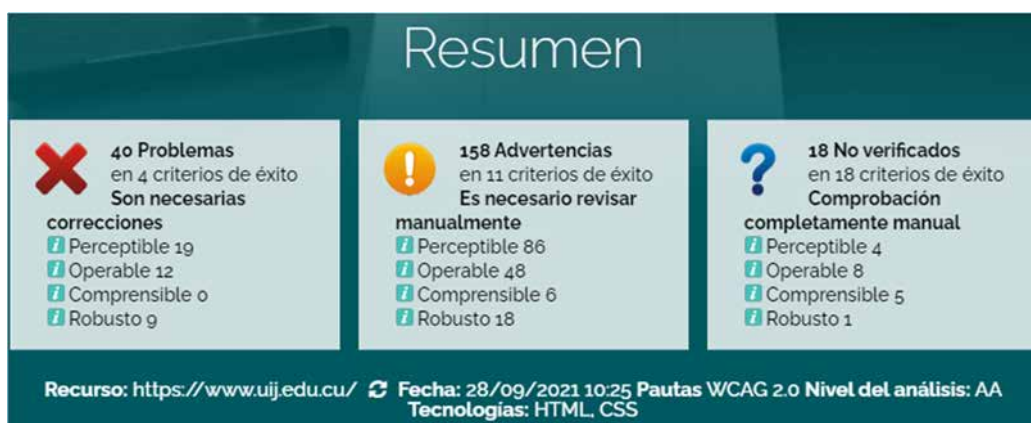 Resumen
40 Problemas
en 4 criterios de éxito
Son necesarias
correcciones
Perceptible 19
Operable 12
Comprensible 0
Robusto 9
158 Advertencias
en 11 criterios de éxito
Es necesario revisar
manualmente
Perceptible 86
Operable 48
Comprensible 6
Robusto 18
18 No verificados
en 18 criterios de éxito
Comprobación
completamente manual
Perceptible 4
Operable 8
Comprensible 5
Robusto 1
Recurso: https://www.uij.edu.cu/ Fecha: 28/09/2021 10:25 Pautas WCAG 2.0 Nivel del análisis: AA
Tecnologías: HTML, CSS